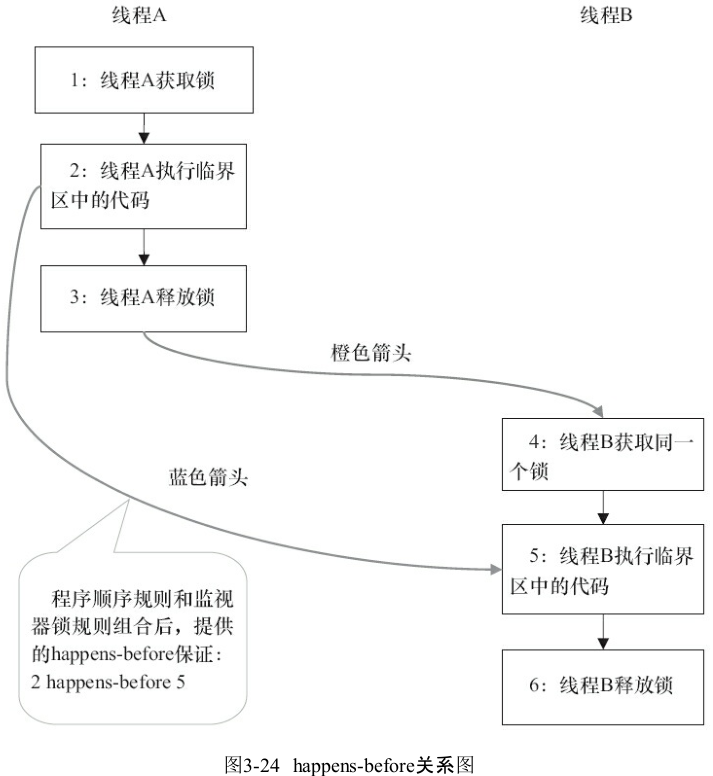 线程A
线程B
1：线程A获取锁
2：线程A执行临界
区中的代码
3：线程A释放锁
橙色箭头
4：线程B获取同一
个锁
蓝色箭头
5：线程B执行临界
区中的代码
程序顺序规则和监视
器锁规则组合后，提供
的happens-before保证：
2 happens-before 5
6：线程B释放锁
图3-24 happens-before关系图